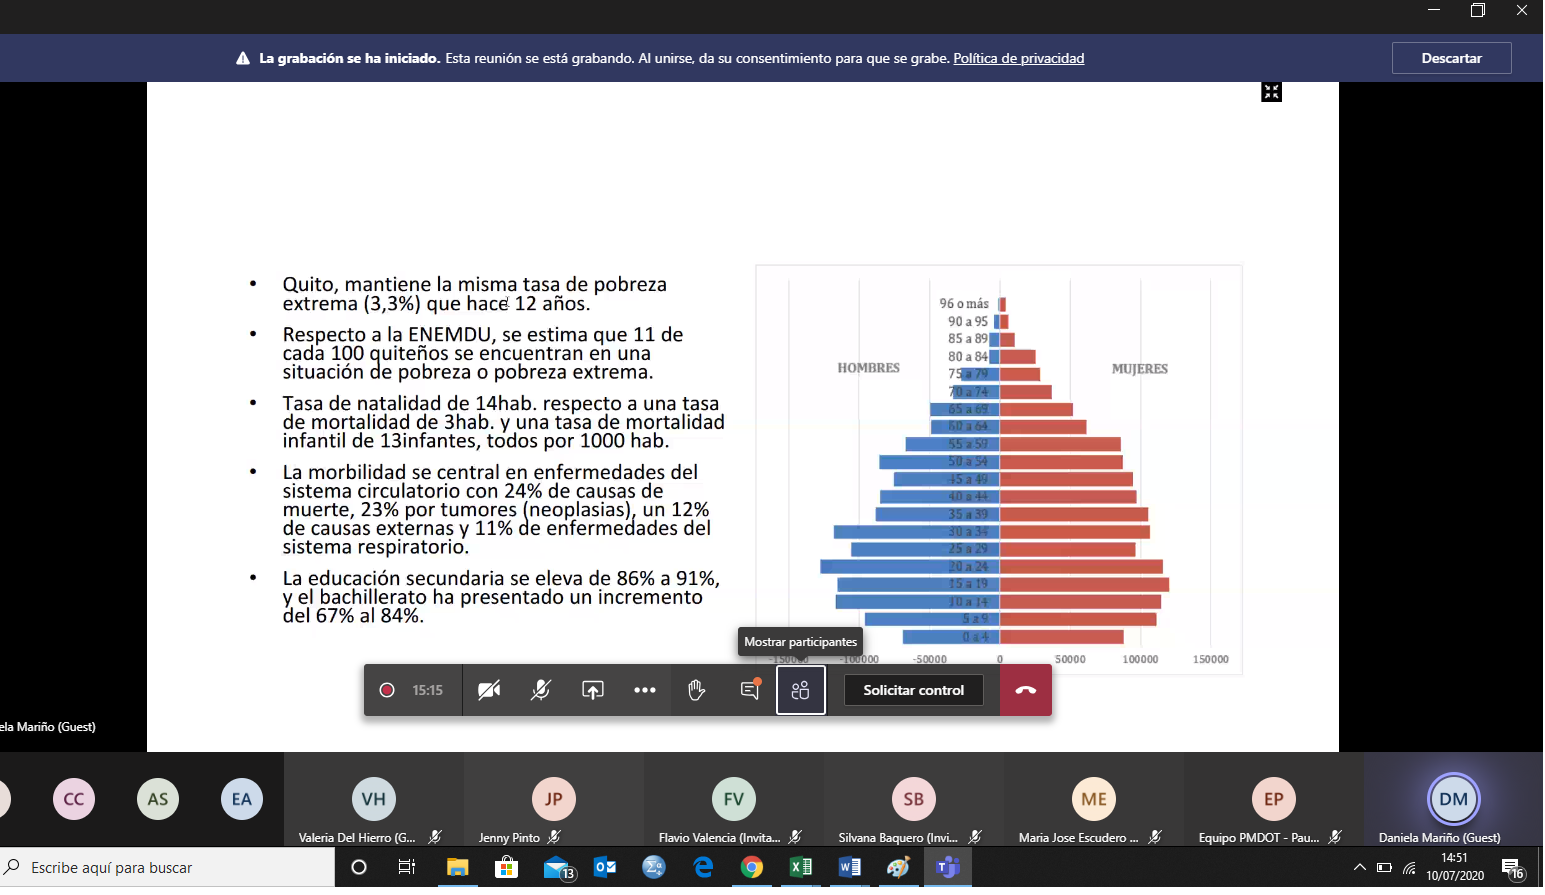 La grabación se ha iniciado. Esta reunión se está grabando. Al unirse, da su consentimiento para que se grabe. Política de privacidad
Descartar
Quito, mantiene la misma tasa de pobreza
extrema (3,3%) que hace 12 años.
Respecto a la ENEMDU, se estima que 11 de
cada 100 quiteños se encuentran en una
situación de pobreza o pobreza extrema.
Tasa de natalidad de 14hab. respecto a una tasa
de mortalidad de 3hab. y una tasa de mortalidad
infantil de 13infantes, todos por 1000 hab.
La morbilidad se central en enfermedades del
sistema circulatorio con 24% de causas de
muerte, 23% por tumores (neoplasias), un 12%
de causas externas y 11% de enfermedades del
sistema respiratorio.
La educación secundaria se eleva de 86% a 91%,
y el bachillerato ha presentado un incremento
del 67% al 84%.
HOMBRES
MUJERES
96 o más
90 a 95
85 a 89
80 a 84
75 a 79
70 a 74
65 a 69
60 a 64
55 a 59
50 a 54
45 a 49
40 a 44
35 a 39
30 a 34
25 a 29
20 a 24
15 a 19
10 a 14
5 a 9
0 a 4
-150000 -100000 -50000 0 50000 100000 150000
Mostrar participantes
15:15
Solicitar control
ela Mariño (Guest)
CC AS EA VH JP FV SB ME EP DM
Valeria Del Hierro (G... Jenny Pinto Flavio Valencia (Invita... Silvana Baquero (Invi... Maria Jose Escudero ... Equipo PMDOT - Pau... Daniela Mariño (Guest)
Escribe aquí para buscar
13
14:51
10/07/2020
16